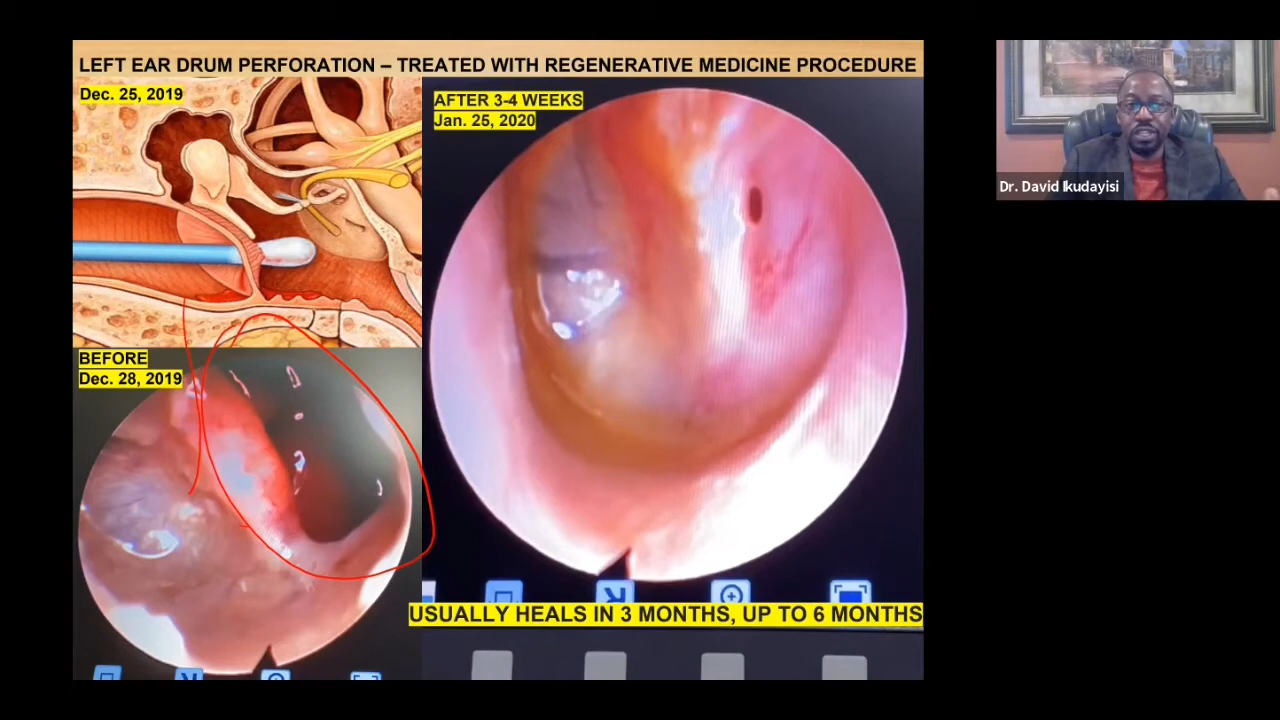 LEFT EAR DRUM PERFORATION – TREATED WITH REGENERATIVE MEDICINE PROCEDURE
Dec. 25, 2019
BEFORE
Dec. 28, 2019
AFTER 3-4 WEEKS
Jan. 25, 2020
USUALLY HEALS IN 3 MONTHS, UP TO 6 MONTHS
Dr. David Ikudayisi